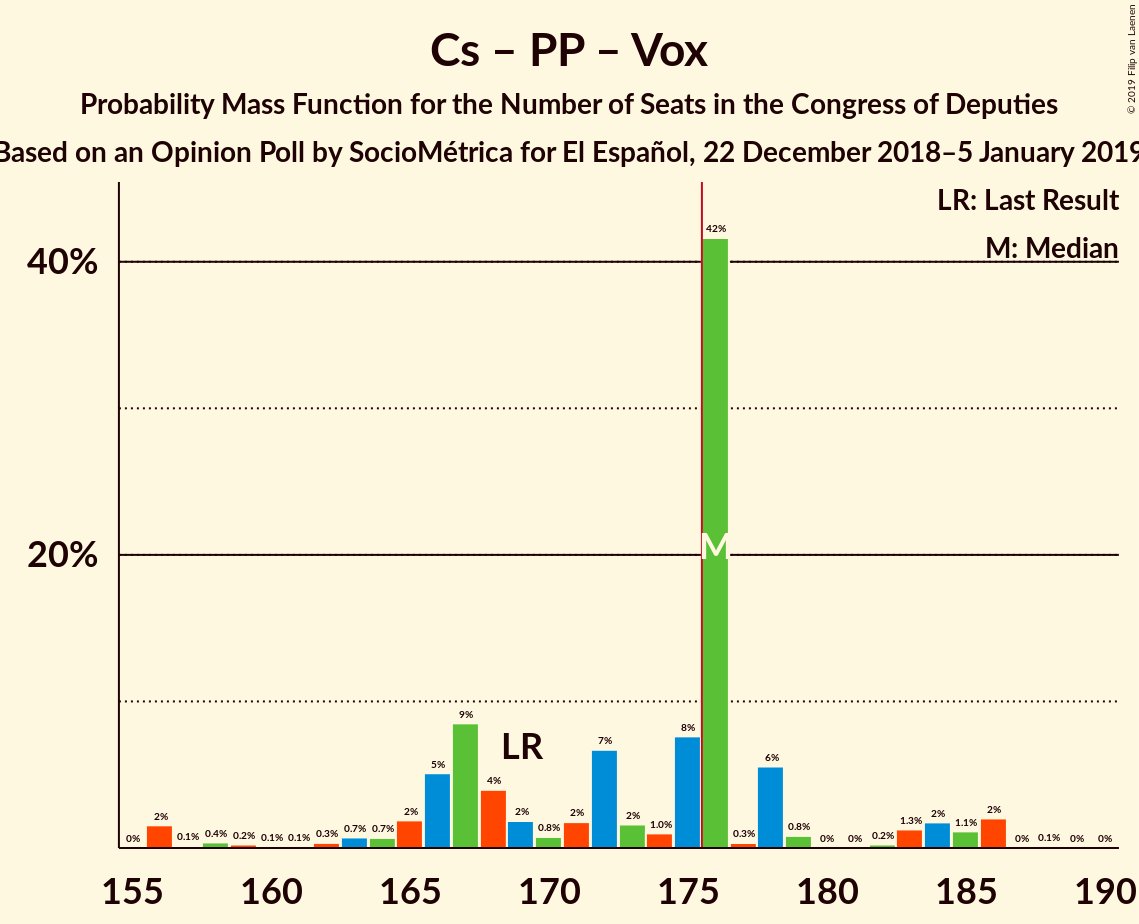 Cs – PP – Vox
Probability Mass Function for the Number of Seats in the Congress of Deputies
Based on an Opinion Poll by SocioMétrica for El Español, 22 December 2018–5 January 2019
© 2019 Filip van Laenen
LR: Last Result
M: Median
40%
20%
0% 2% 0.1% 0.4% 0.2% 0.1% 0.1% 0.3% 0.7% 0.7% 2% 5% 9% 4% 2% 0.8% 2% 7% 2% 1.0% 8% 42% 0.3% 6% 0.8% 0% 0% 0.2% 1.3% 2% 1.1% 2% 0% 0.1% 0% 0%
LR
M
155 160 165 170 175 180 185 190